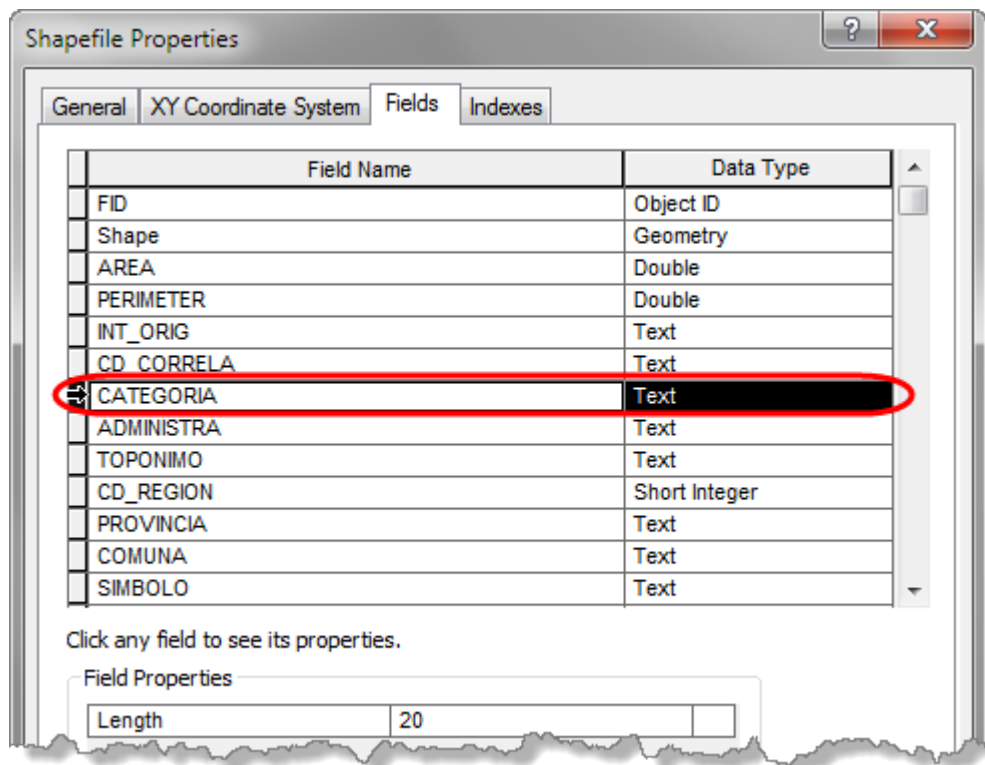 Shapefile Properties
?
X
General XY Coordinate System Fields Indexes
Field Name Data Type
FID Object ID
Shape Geometry
AREA Double
PERIMETER Double
INT_ORIG Text
CD_CORRELA Text
CATEGORIA Text
ADMINISTRA Text
TOPONIMO Text
CD_REGION Short Integer
PROVINCIA Text
COMUNA Text
SIMBOLO Text
Click any field to see its properties.
Field Properties
Length 20